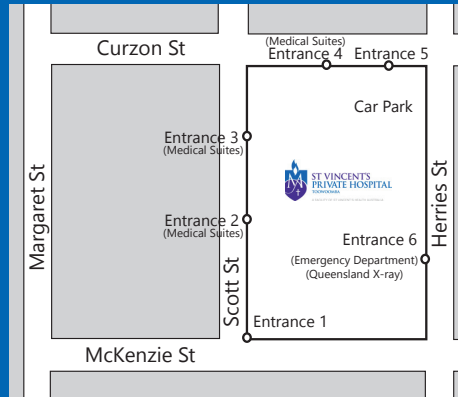 Curzon St
(Medical Suites)
Entrance 4
Entrance 5
Car Park
Entrance 3
(Medical Suites)
ST VINCENT'S
PRIVATE HOSPITAL
TOOWOOMBA
Margaret St
Herries St
Entrance 2
(Medical Suites)
Entrance 6
(Emergency Department)
(Queensland X-ray)
Scott St
Entrance 1
McKenzie St